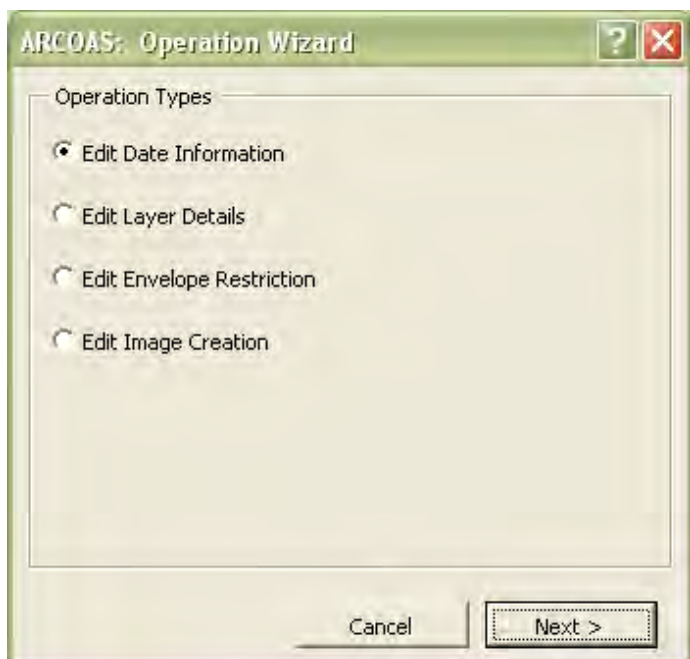 ARCOAS: Operation Wizard ?
Operation Types
Edit Date Information
Edit Layer Details
Edit Envelope Restriction
Edit Image Creation
Cancel Next >